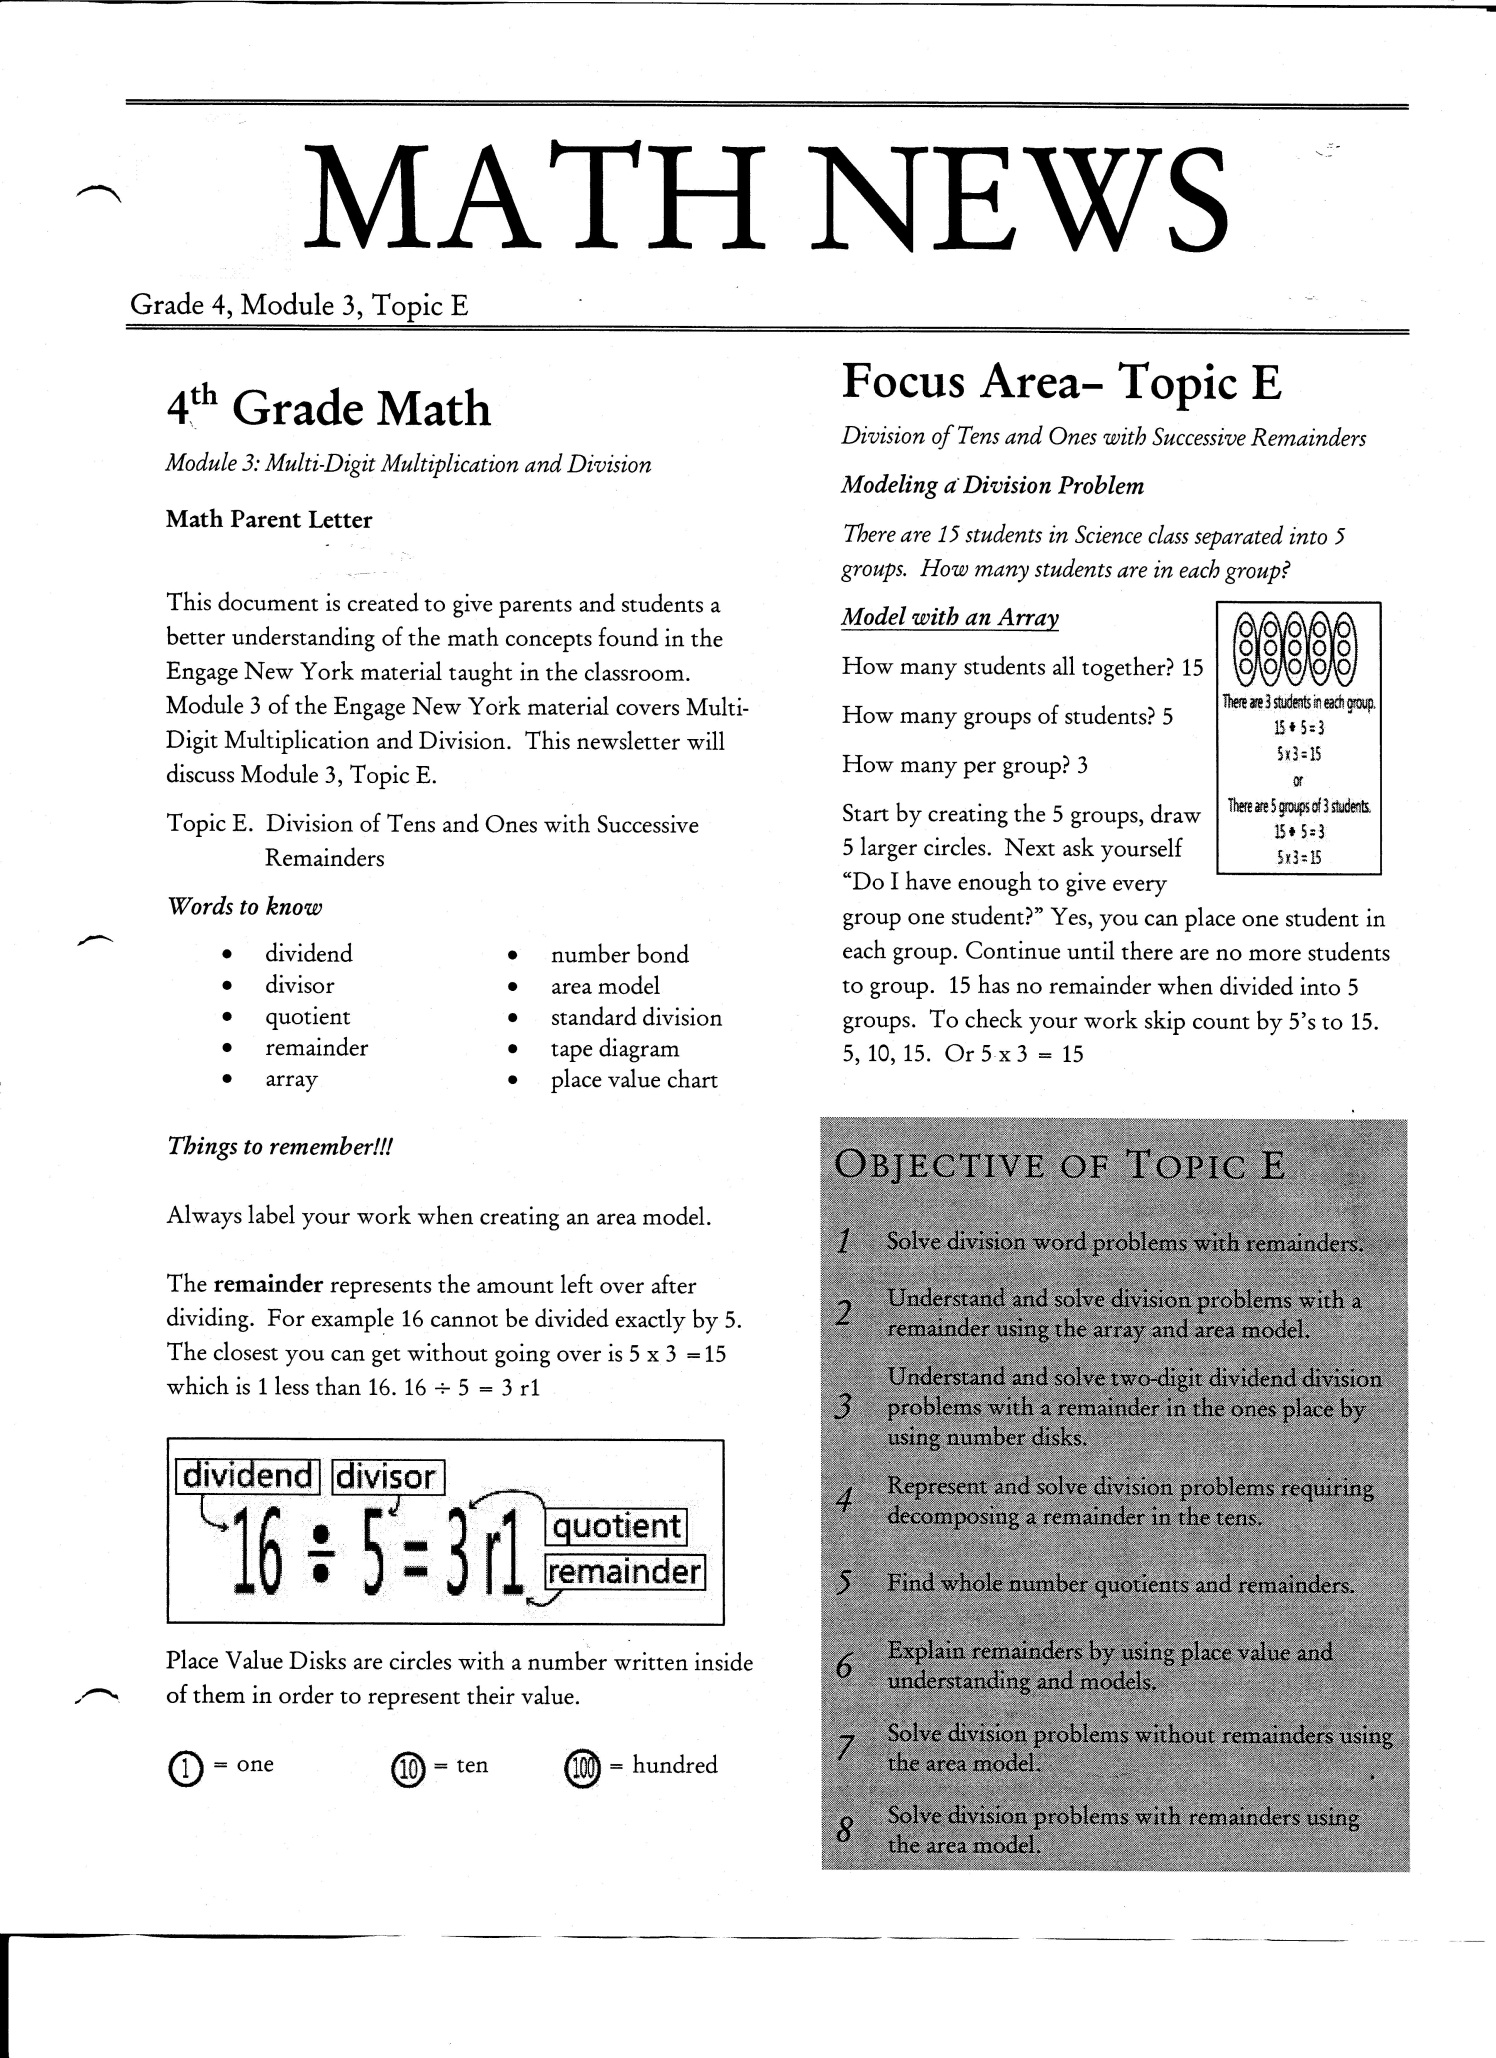 MATH NEWS
Grade 4, Module 3, Topic E
4th Grade Math
Module 3: Multi-Digit Multiplication and Division
Math Parent Letter
This document is created to give parents and students a
better understanding of the math concepts found in the
Engage New York material taught in the classroom.
Module 3 of the Engage New York material covers Multi-
Digit Multiplication and Division. This newsletter will
discuss Module 3, Topic E.
Topic E. Division of Tens and Ones with Successive
Remainders
Words to know
• dividend
• divisor
• quotient
• remainder
• array
• number bond
• area model
• standard division
• tape diagram
• place value chart
Things to remember!!!
Always label your work when creating an area model.
The remainder represents the amount left over after
dividing. For example 16 cannot be divided exactly by 5.
The closest you can get without going over is 5 x 3 =15
which is 1 less than 16. 16 ÷ 5 = 3 r1
dividend divisor
16 ÷ 5 = 3 r1
quotient
remainder
Place Value Disks are circles with a number written inside
of them in order to represent their value.
1 = one 10 = ten 100 = hundred
Focus Area– Topic E
Division of Tens and Ones with Successive Remainders
Modeling a Division Problem
There are 15 students in Science class separated into 5
groups. How many students are in each group?
Model with an Array
How many students all together? 15
How many groups of students? 5
How many per group? 3
Start by creating the 5 groups, draw
5 larger circles. Next ask yourself
“Do I have enough to give every
group one student?” Yes, you can place one student in
each group. Continue until there are no more students
to group. 15 has no remainder when divided into 5
groups. To check your work skip count by 5’s to 15.
5, 10, 15. Or 5 x 3 = 15
There are 3 students in each group.
15 ÷ 5 = 3
5 x 3 = 15
or
There are 5 groups of 3 students.
15 ÷ 5 = 3
5 x 3 = 15
OBJECTIVE OF TOPIC E
1 Solve division word problems with remainders.
2 Understand and solve division problems with a
remainder using the array and area model.
3 Understand and solve two-digit dividend division
problems with a remainder in the ones place by
using number disks.
4 Represent and solve division problems requiring
decomposing a remainder in the tens.
5 Find whole number quotients and remainders.
6 Explain remainders by using place value and
understanding and models.
7 Solve division problems without remainders using
the area model.
8 Solve division problems with remainders using
the area model.